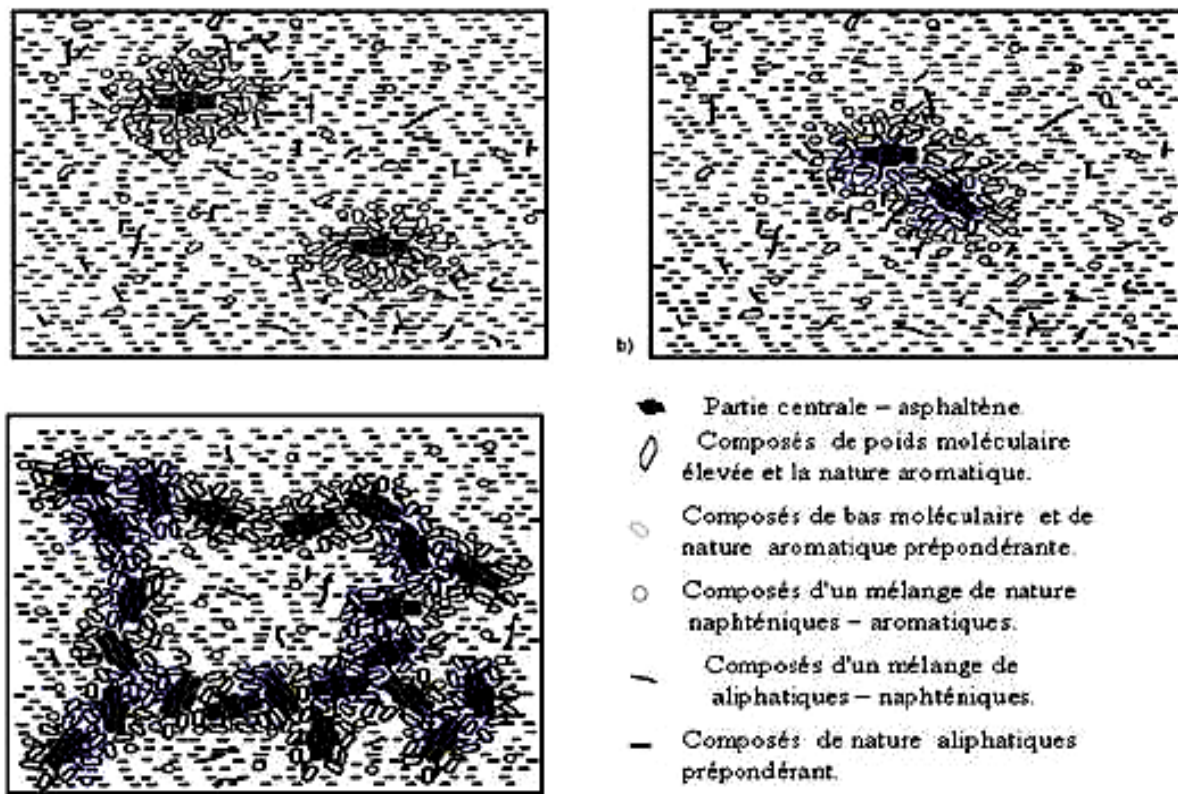 b)
Partie centrale – asphaltène.
Composés de poids moléculaire
élevée et la nature aromatique.
Composés de bas moléculaire et de
nature aromatique prépondérante.
Composés d'un mélange de nature
naphténiques – aromatiques.
Composés d'un mélange de
aliphatiques – naphténiques.
Composés de nature aliphatiques
prépondérant.